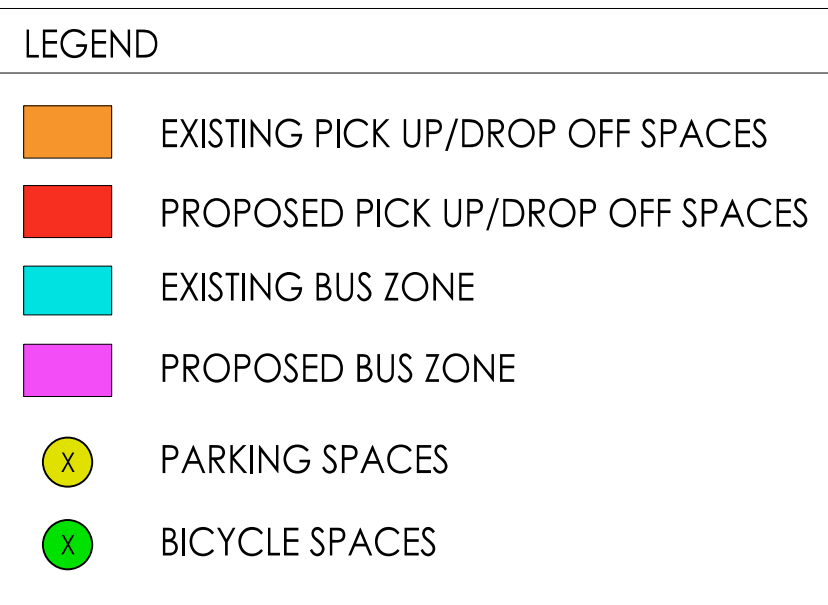 LEGEND
EXISTING PICK UP/DROP OFF SPACES
PROPOSED PICK UP/DROP OFF SPACES
EXISTING BUS ZONE
PROPOSED BUS ZONE
X PARKING SPACES
X BICYCLE SPACES